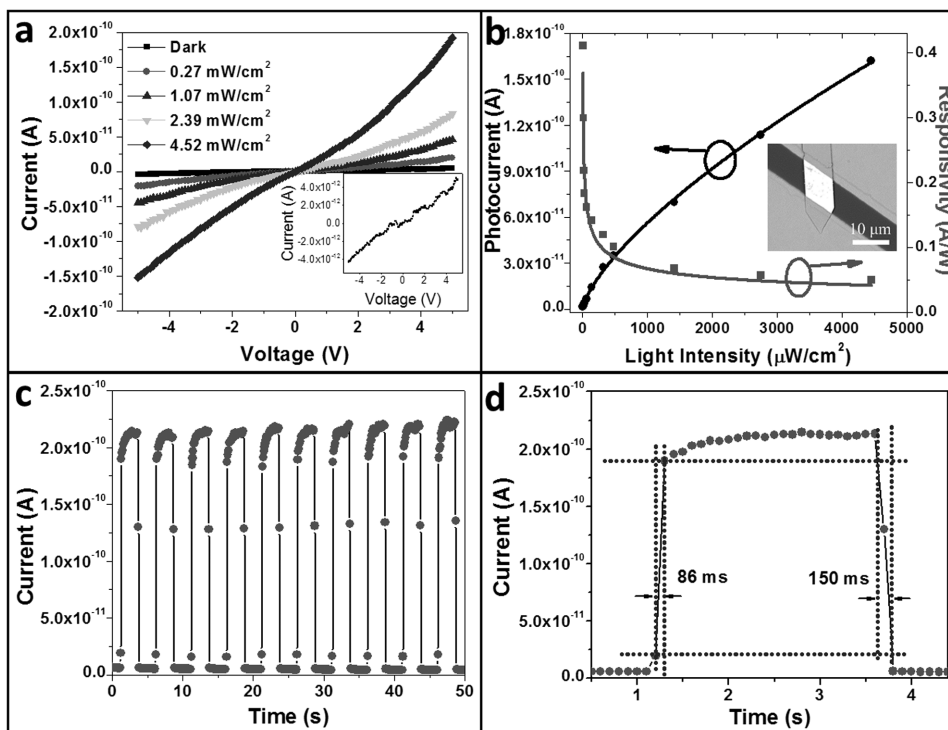 a
2.0x10⁻¹⁰
1.5x10⁻¹⁰
1.0x10⁻¹⁰
5.0x10⁻¹¹
0.0
-5.0x10⁻¹¹
-1.0x10⁻¹⁰
-1.5x10⁻¹⁰
-2.0x10⁻¹⁰
Current (A)
Dark
0.27 mW/cm²
1.07 mW/cm²
2.39 mW/cm²
4.52 mW/cm²
Current (A)
4.0x10⁻¹²
0.0
-4.0x10⁻¹²
-4 -2 0 2 4
Voltage (V)
-4 -2 0 2 4
Voltage (V)
b
1.8x10⁻¹⁰
1.5x10⁻¹⁰
1.2x10⁻¹⁰
9.0x10⁻¹¹
6.0x10⁻¹¹
3.0x10⁻¹¹
0.0
Photocurrent (A)
10 μm
0.4
0.3
0.2
0.1
0.0
Responsitivity (A/W)
0 1000 2000 3000 4000 5000
Light Intensity (μW/cm²)
c
2.5x10⁻¹⁰
2.0x10⁻¹⁰
1.5x10⁻¹⁰
1.0x10⁻¹⁰
5.0x10⁻¹¹
0.0
Current (A)
0 10 20 30 40 50
Time (s)
d
2.5x10⁻¹⁰
2.0x10⁻¹⁰
1.5x10⁻¹⁰
1.0x10⁻¹⁰
5.0x10⁻¹¹
0.0
Current (A)
86 ms
150 ms
1 2 3 4
Time (s)